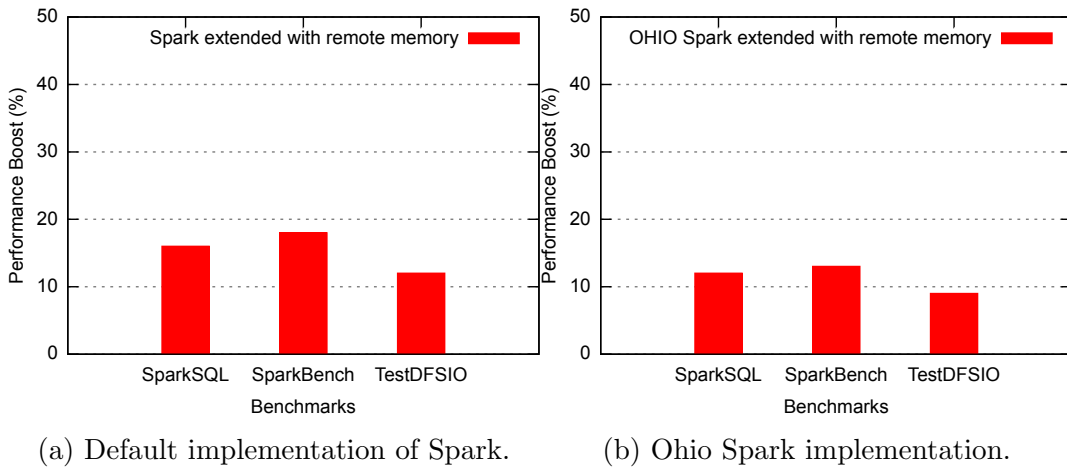 Spark extended with remote memory
Performance Boost (%)
50
40
30
20
10
0
SparkSQL SparkBench TestDFSIO
Benchmarks
(a) Default implementation of Spark.
OHIO Spark extended with remote memory
Performance Boost (%)
50
40
30
20
10
0
SparkSQL SparkBench TestDFSIO
Benchmarks
(b) Ohio Spark implementation.